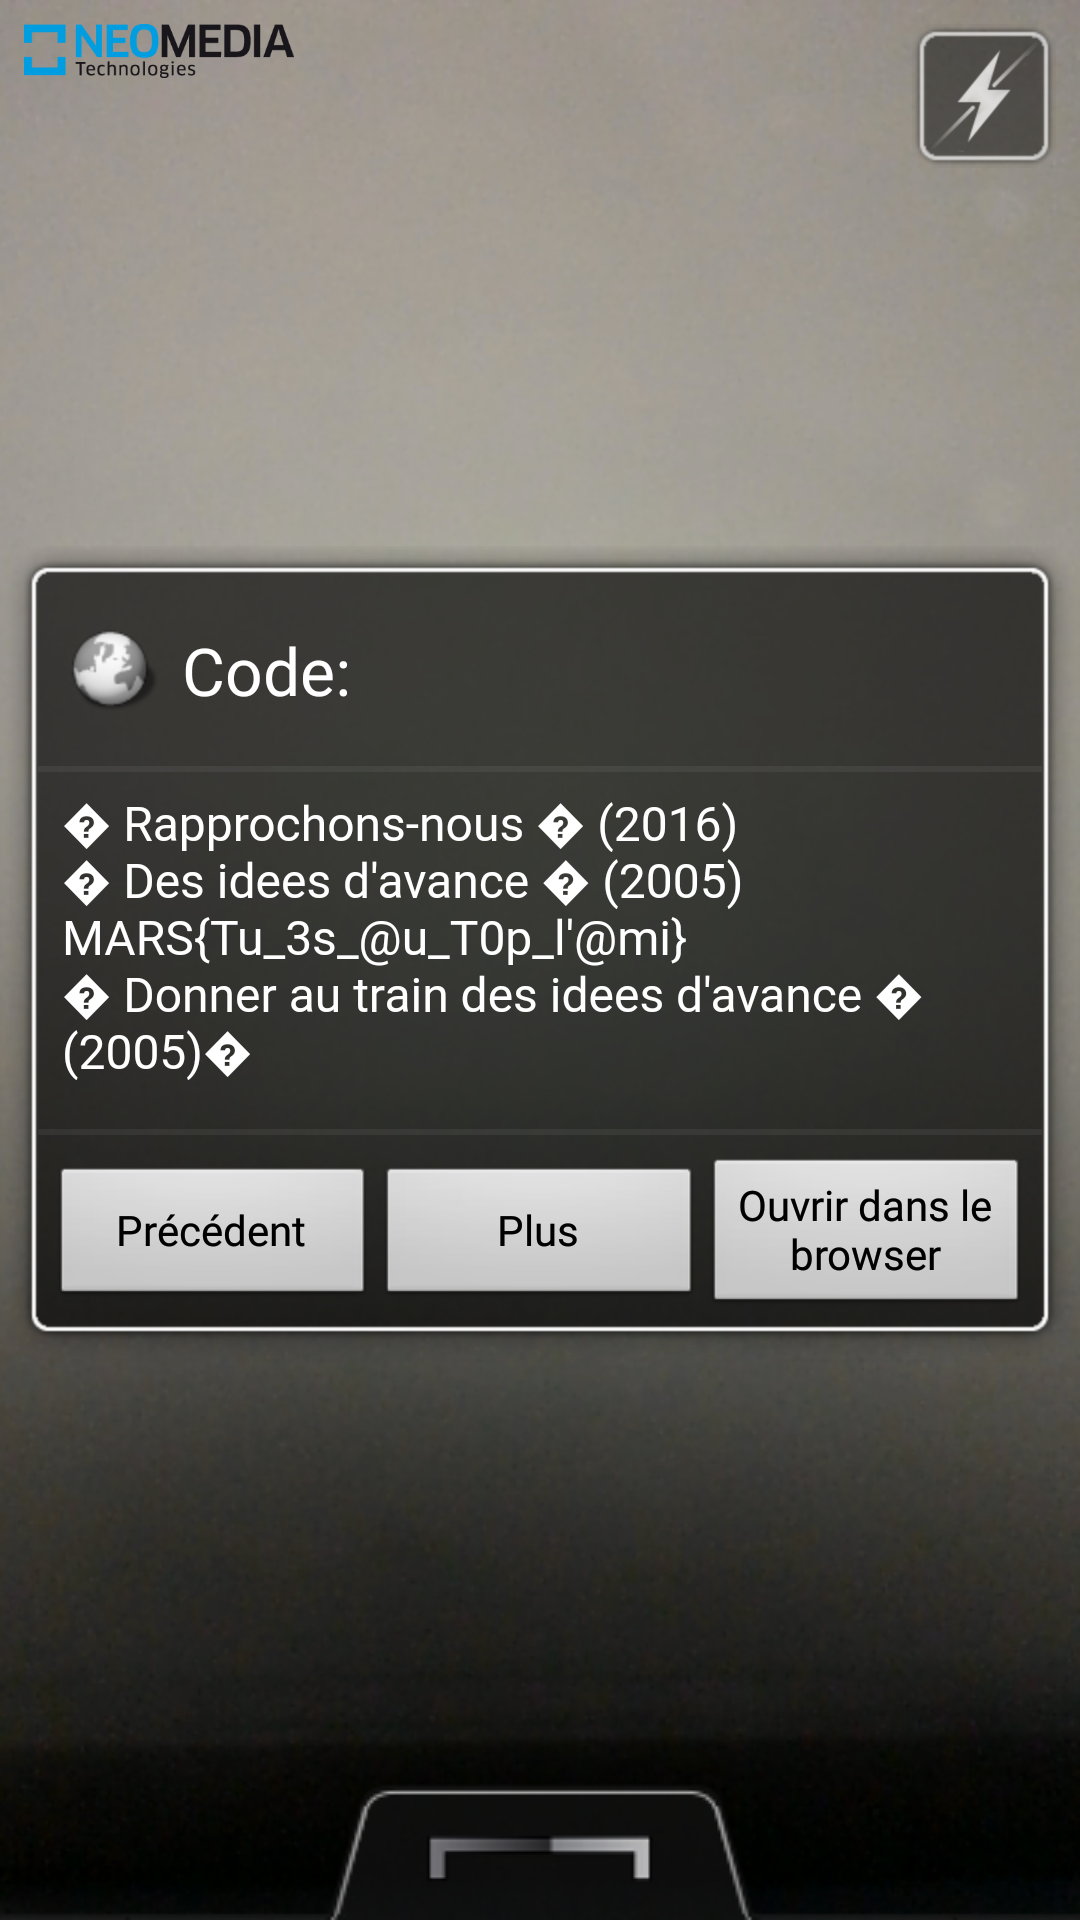 NEOMEDIA
Technologies
Code:
� Rapprochons-nous � (2016)
� Des idees d'avance � (2005)
MARS{Tu_3s_@u_T0p_l'@mi}
� Donner au train des idees d'avance �
(2005)�
Précédent
Plus
Ouvrir dans le
browser